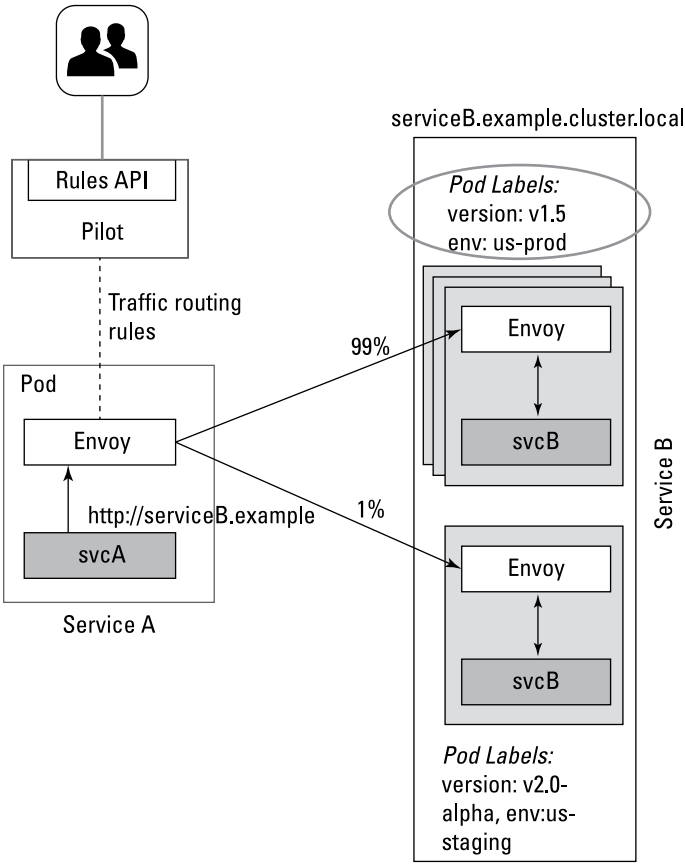 serviceB.example.cluster.local
Rules API
Pilot
Traffic routing
rules
Pod
Envoy
http://serviceB.example
svcA
Service A
99%
1%
Pod Labels:
version: v1.5
env: us-prod
Envoy
svcB
Service B
Envoy
svcB
Pod Labels:
version: v2.0-
alpha, env:us-
staging